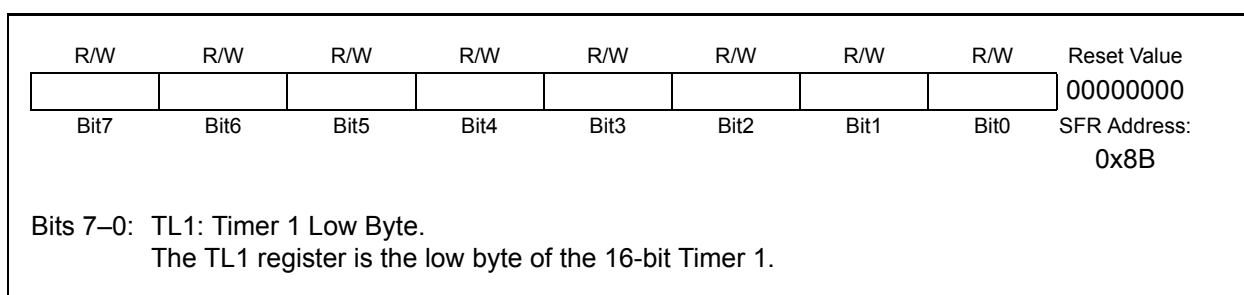 R/W R/W R/W R/W R/W R/W R/W R/W Reset Value
00000000
Bit7 Bit6 Bit5 Bit4 Bit3 Bit2 Bit1 Bit0 SFR Address:
0x8B
Bits 7–0: TL1: Timer 1 Low Byte.
The TL1 register is the low byte of the 16-bit Timer 1.